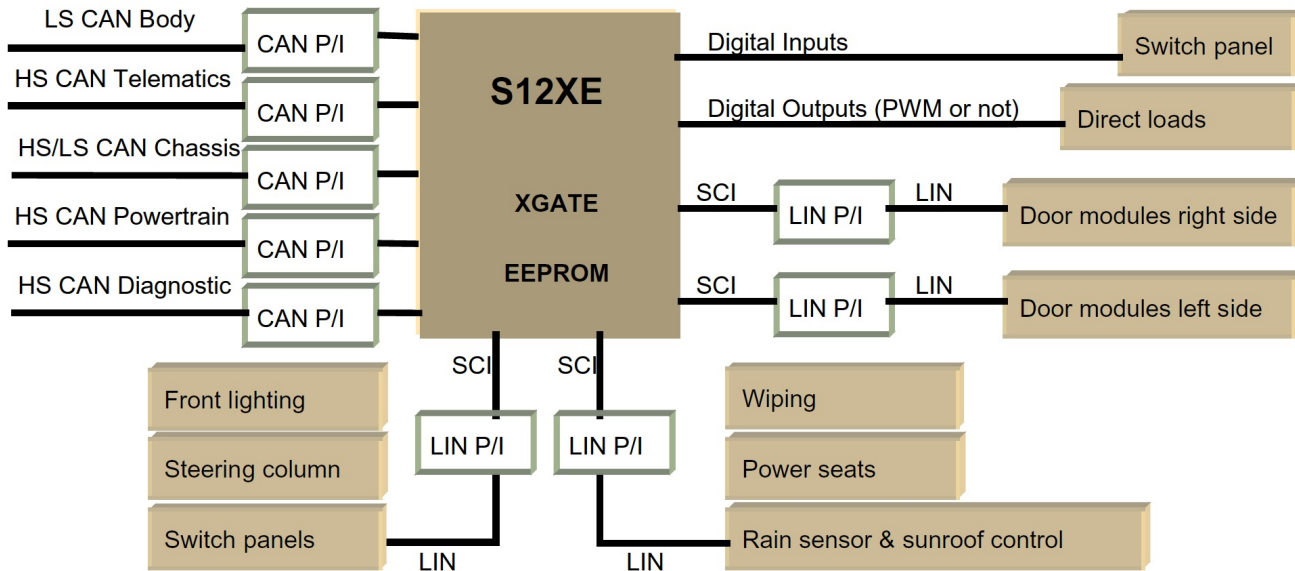 LS CAN Body
CAN P/I
HS CAN Telematics
CAN P/I
HS/LS CAN Chassis
CAN P/I
HS CAN Powertrain
CAN P/I
HS CAN Diagnostic
CAN P/I
S12XE
XGATE
EEPROM
Digital Inputs
Switch panel
Digital Outputs (PWM or not)
Direct loads
SCI
LIN P/I
LIN
Door modules right side
SCI
LIN P/I
LIN
Door modules left side
SCI
SCI
Front lighting
Steering column
Switch panels
LIN P/I
LIN P/I
LIN
LIN
Wiping
Power seats
Rain sensor & sunroof control